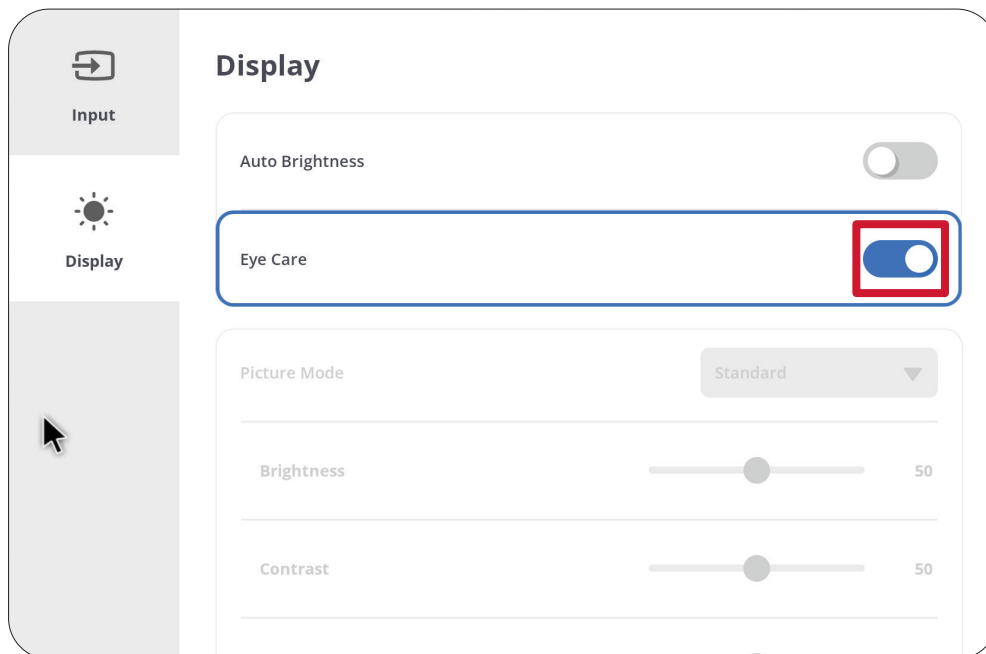 Input
Display
Display
Auto Brightness
Eye Care
Picture Mode Standard
Brightness 50
Contrast 50